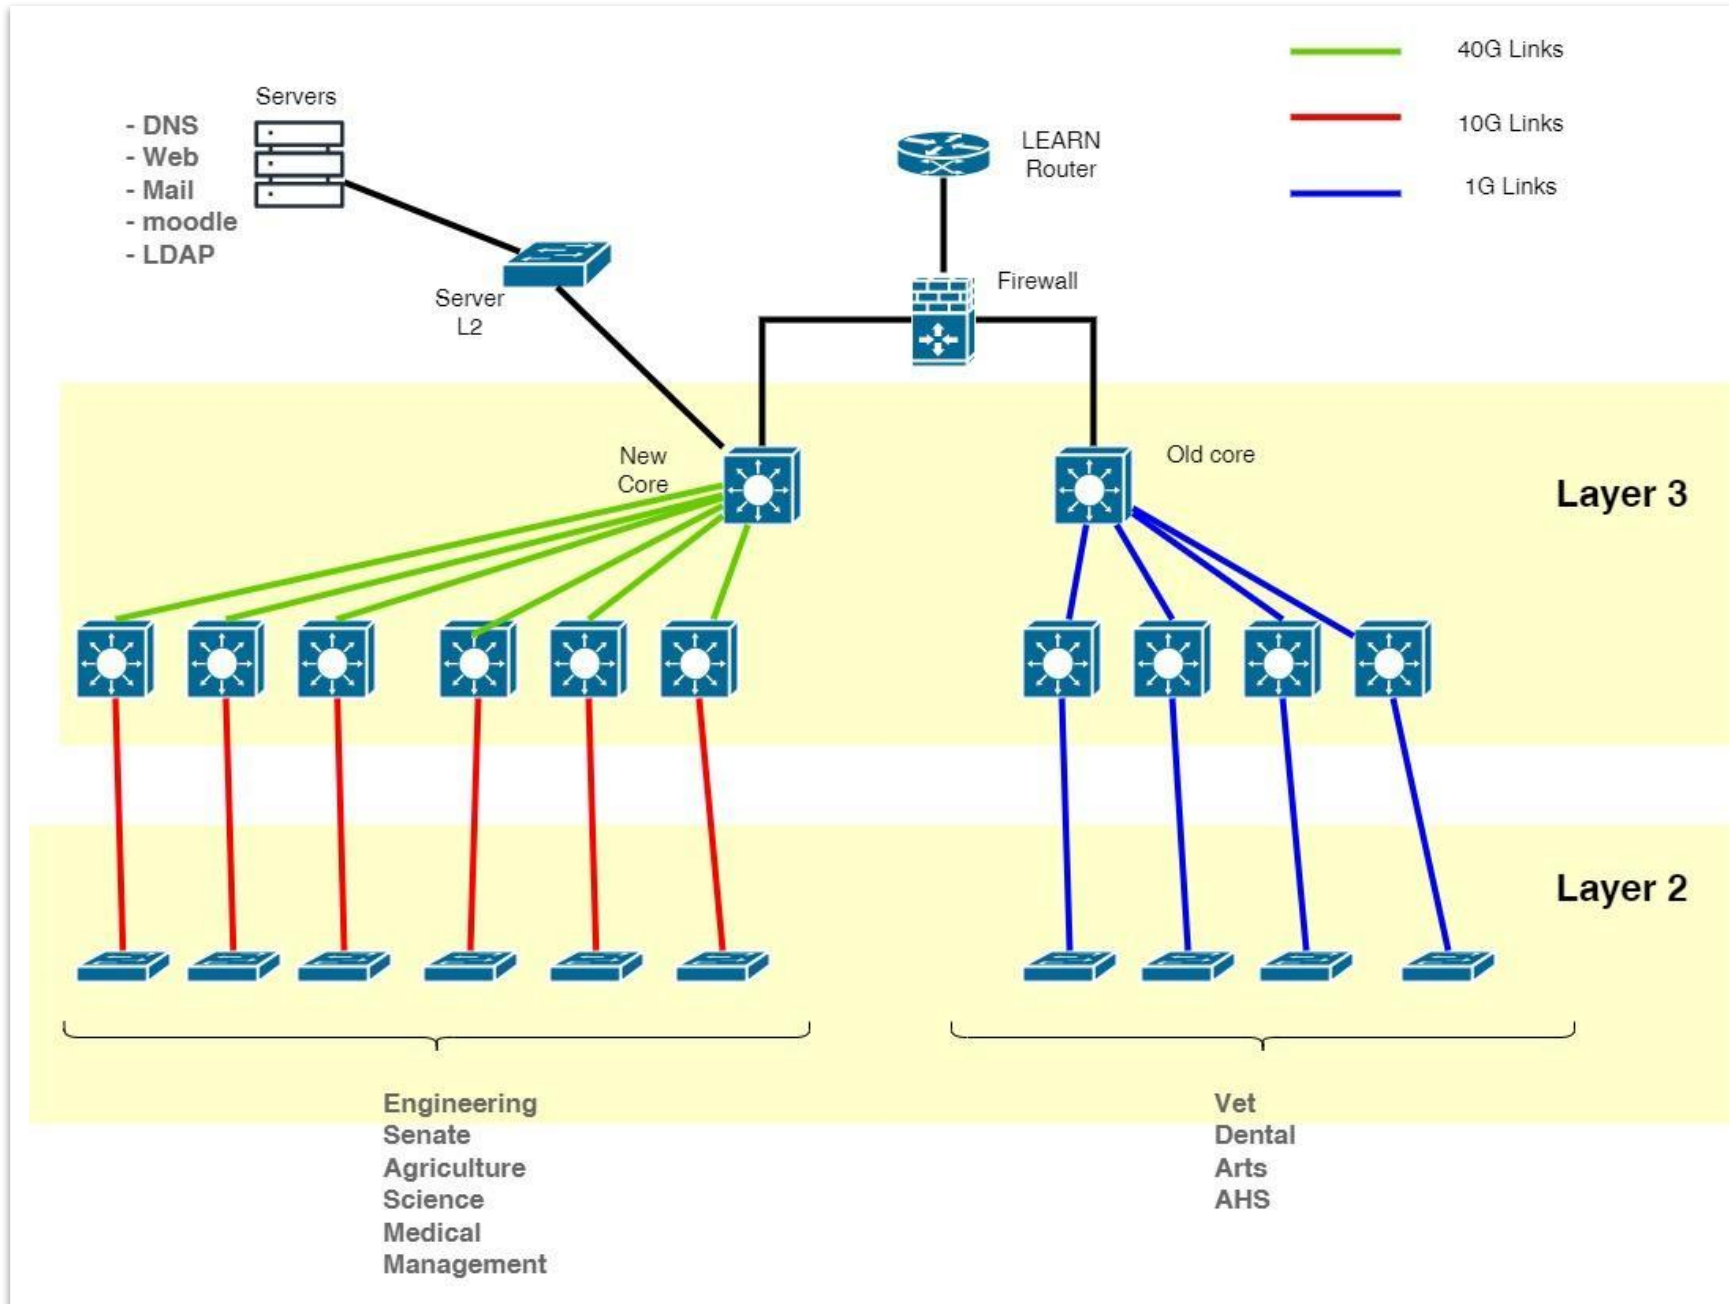 40G Links
10G Links
1G Links
Servers
- DNS
- Web
- Mail
- moodle
- LDAP
LEARN
Router
Server
L2
Firewall
New
Core
Old core
Layer 3
Layer 2
Engineering
Senate
Agriculture
Science
Medical
Management
Vet
Dental
Arts
AHS